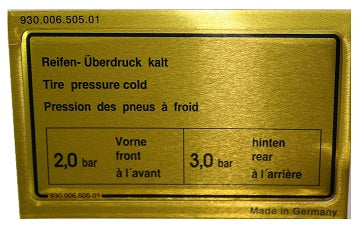 930.006.505.01
Reifen- Überdruck kalt
Tire pressure cold
Pression des pneus à froid
2,0 bar
Vorne
front
à l´avant
3,0 bar
hinten
rear
à l´arrière
930 006 505 01
Made in Germany